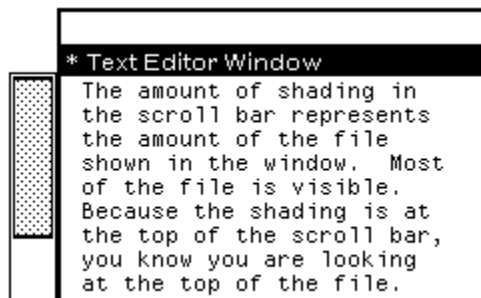 * Text Editor Window
The amount of shading in
the scroll bar represents
the amount of the file
shown in the window.  Most
of the file is visible.
Because the shading is at
the top of the scroll bar,
you know you are looking
at the top of the file.